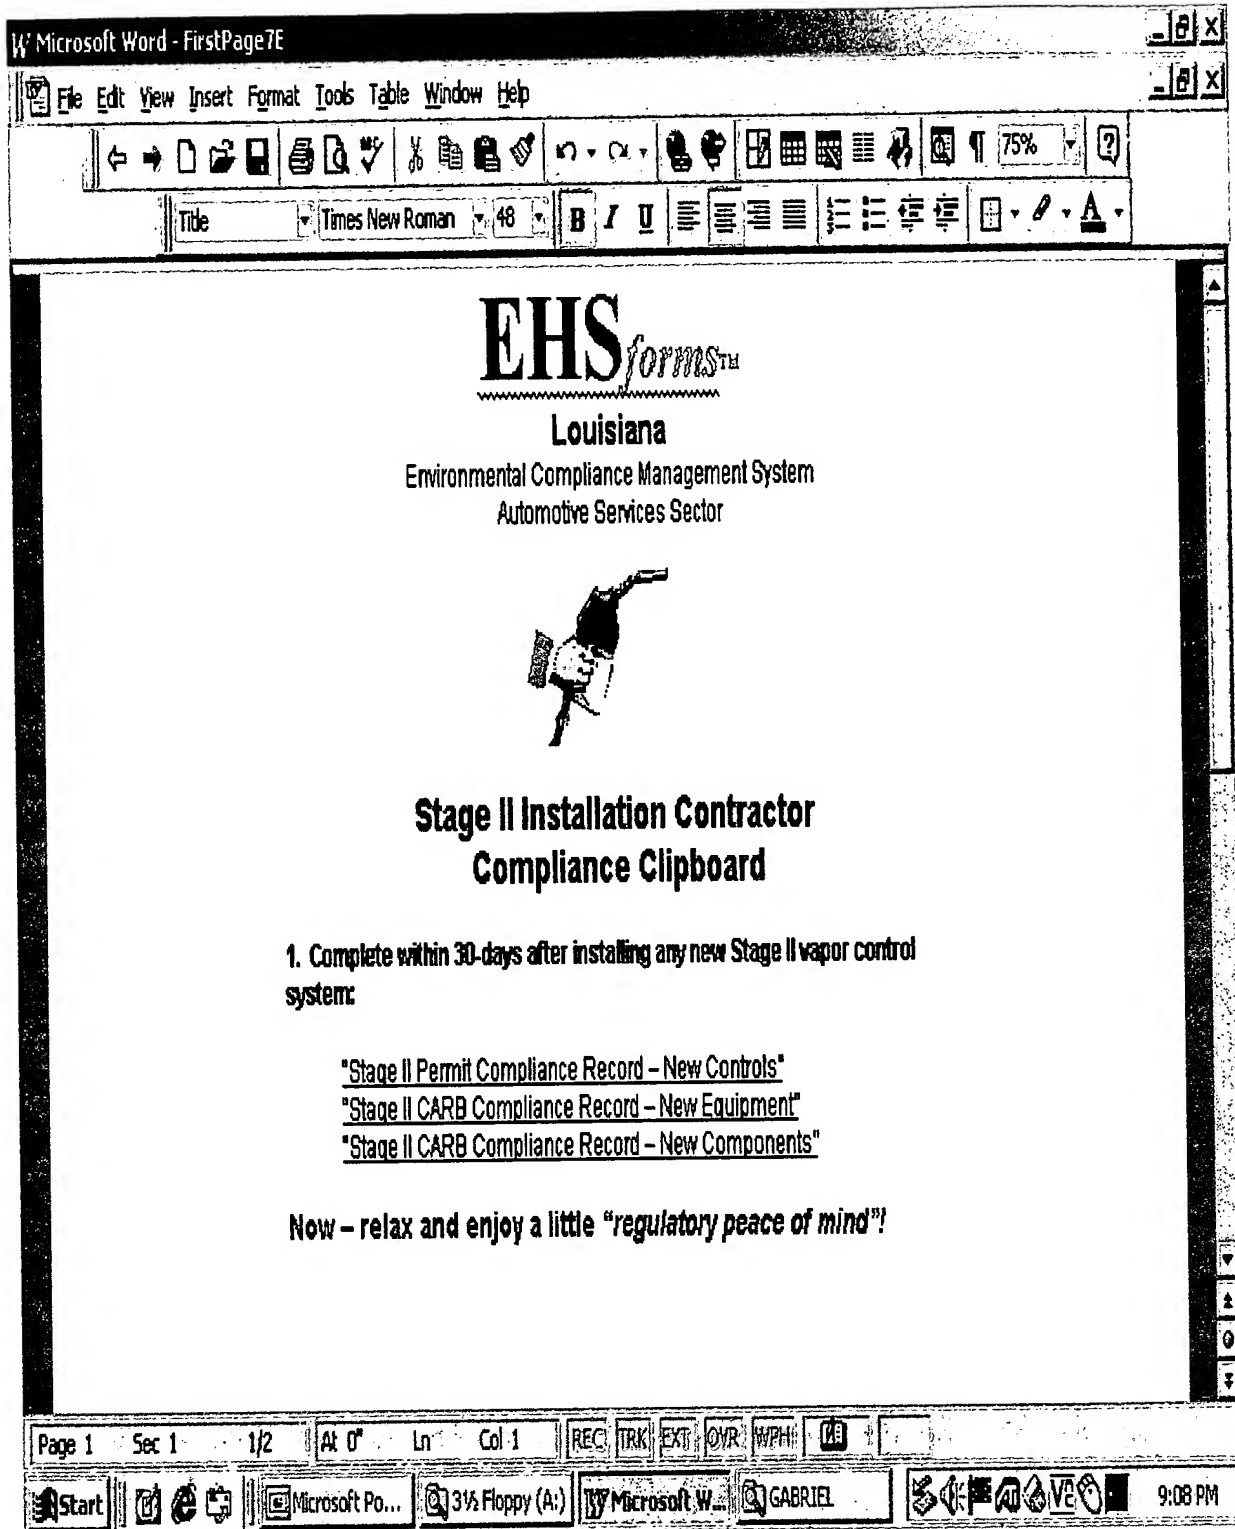 Microsoft Word - FirstPage7E
File Edit View Insert Format Tools Table Window Help
75%
Title Times New Roman 48 B I U A
EHS forms TM
Louisiana
Environmental Compliance Management System
Automotive Services Sector
Stage II Installation Contractor
Compliance Clipboard
1. Complete within 30-days after installing any new Stage II vapor control
system:
"Stage II Permit Compliance Record – New Controls"
"Stage II CARB Compliance Record – New Equipment"
"Stage II CARB Compliance Record – New Components"
Now – relax and enjoy a little "regulatory peace of mind"!
Page 1 Sec 1 1/2 At 0" Ln Col 1 REC TRK EXT OVR WPH
Start Microsoft Po... 3½ Floppy (A:) Microsoft W... GABRIEL 9:08 PM